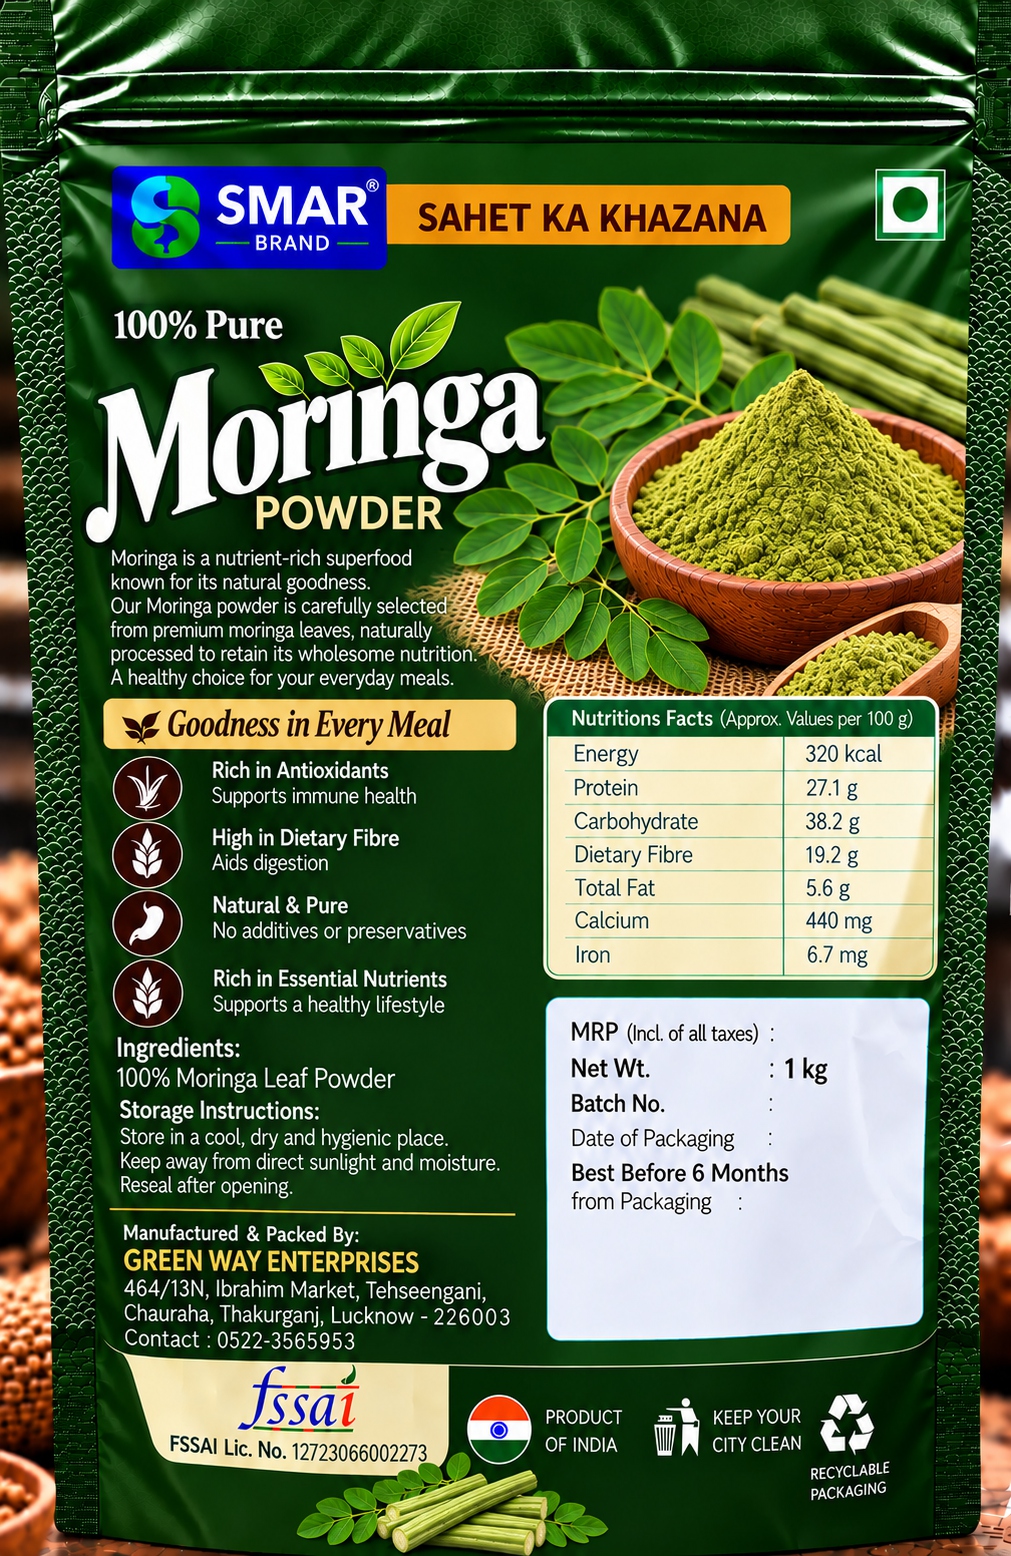 SMAR®
BRAND
SAHET KA KHAZANA
100% Pure
Moringa
POWDER
Moringa is a nutrient-rich superfood
known for its natural goodness.
Our Moringa powder is carefully selected
from premium moringa leaves, naturally
processed to retain its wholesome nutrition.
A healthy choice for your everyday meals.
Goodness in Every Meal
Rich in Antioxidants
Supports immune health
High in Dietary Fibre
Aids digestion
Natural & Pure
No additives or preservatives
Rich in Essential Nutrients
Supports a healthy lifestyle
Ingredients:
100% Moringa Leaf Powder
Storage Instructions:
Store in a cool, dry and hygienic place.
Keep away from direct sunlight and moisture.
Reseal after opening.
Manufactured & Packed By:
GREEN WAY ENTERPRISES
464/13N, Ibrahim Market, Tehseengani,
Chauraha, Thakurganj, Lucknow - 226003
Contact : 0522-3565953
Nutritions Facts (Approx. Values per 100 g)
Energy 320 kcal
Protein 27.1 g
Carbohydrate 38.2 g
Dietary Fibre 19.2 g
Total Fat 5.6 g
Calcium 440 mg
Iron 6.7 mg
MRP (Incl. of all taxes) :
Net Wt. : 1 kg
Batch No. :
Date of Packaging :
Best Before 6 Months
from Packaging :
fssai
FSSAI Lic. No. 12723066002273
PRODUCT
OF INDIA
KEEP YOUR
CITY CLEAN
RECYCLABLE
PACKAGING